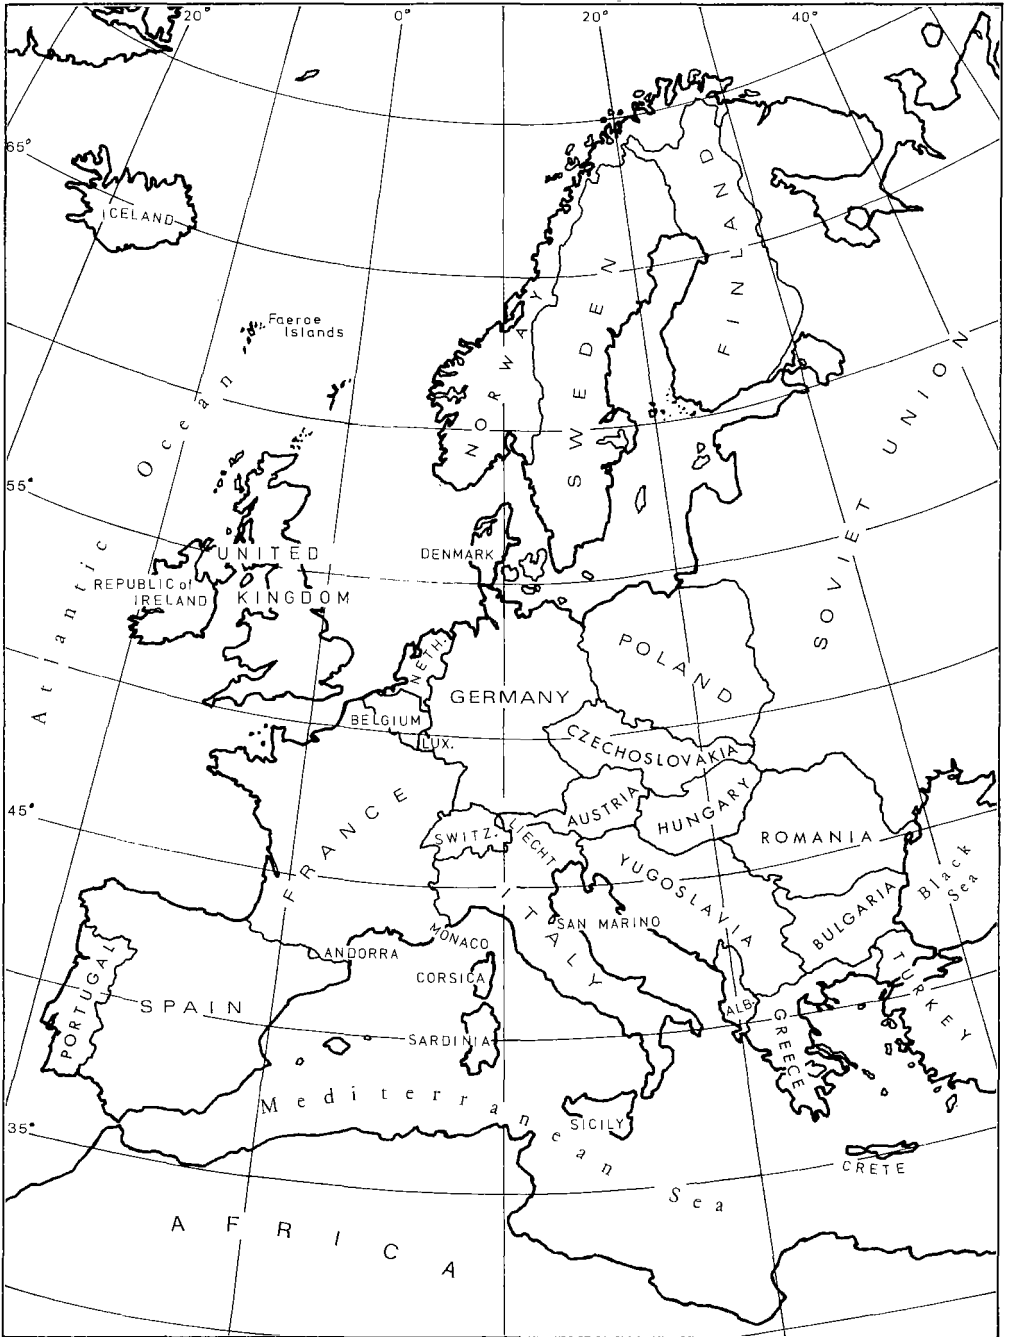 20°
0°
20°
40°
65°
ICELAND
FINLAND
Faeroe
Islands
NORWAY
SWEDEN
SOVIET UNION
Atlantic Ocean
55°
UNITED
KINGDOM
DENMARK
REPUBLIC of
IRELAND
NETH.
POLAND
GERMANY
BELGIUM
LUX.
CZECHOSLOVAKIA
45°
FRANCE
SWITZ.
LIECHT.
AUSTRIA
HUNGARY
ROMANIA
Black
Sea
YUGOSLAVIA
BULGARIA
ITALY
SAN MARINO
MONACO
ANDORRA
CORSICA
PORTUGAL
SPAIN
ALB.
GREECE
TURKEY
SARDINIA
Mediterranean Sea
SICILY
35°
CRETE
AFRICA